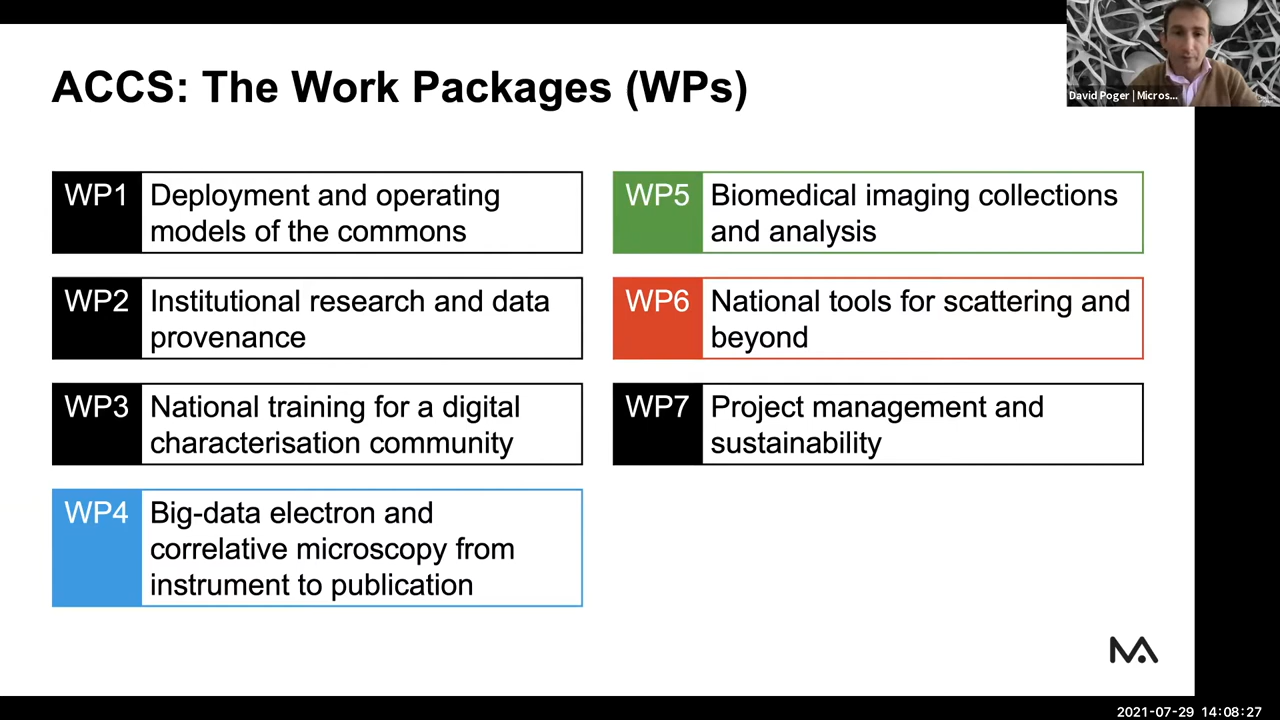 ACCS: The Work Packages (WPs)
David Poger | Micros...
WP1 Deployment and operating
models of the commons
WP2 Institutional research and data
provenance
WP3 National training for a digital
characterisation community
WP4 Big-data electron and
correlative microscopy from
instrument to publication
WP5 Biomedical imaging collections
and analysis
WP6 National tools for scattering and
beyond
WP7 Project management and
sustainability
2021-07-29 14:08:27